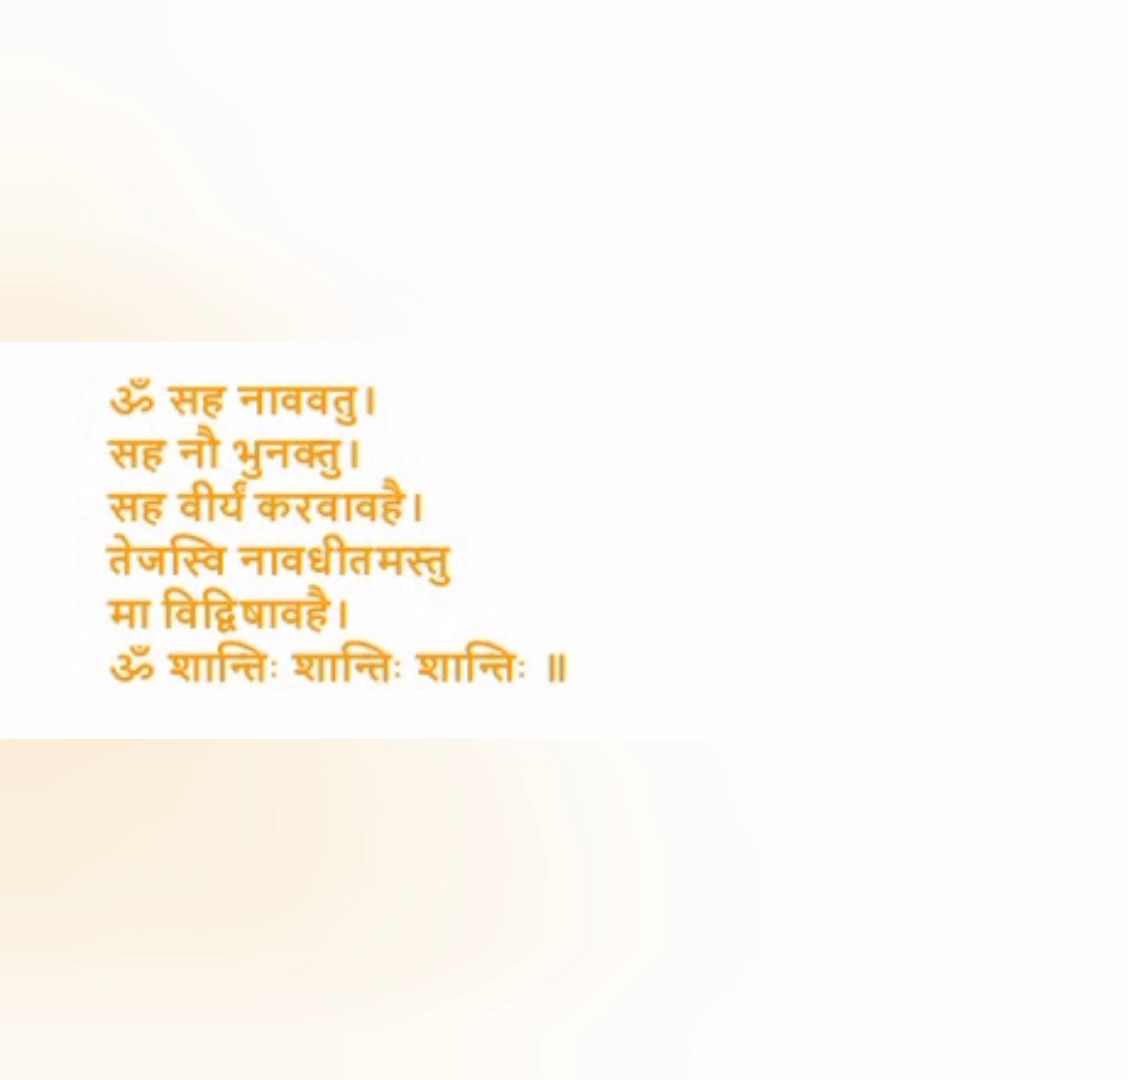 ॐ सह नाववतु।
सह नौ भुनक्तु।
सह वीर्यं करवावहै।
तेजस्वि नावधीतमस्तु
मा विद्विषावहै।
ॐ शान्तिः शान्तिः शान्तिः ॥